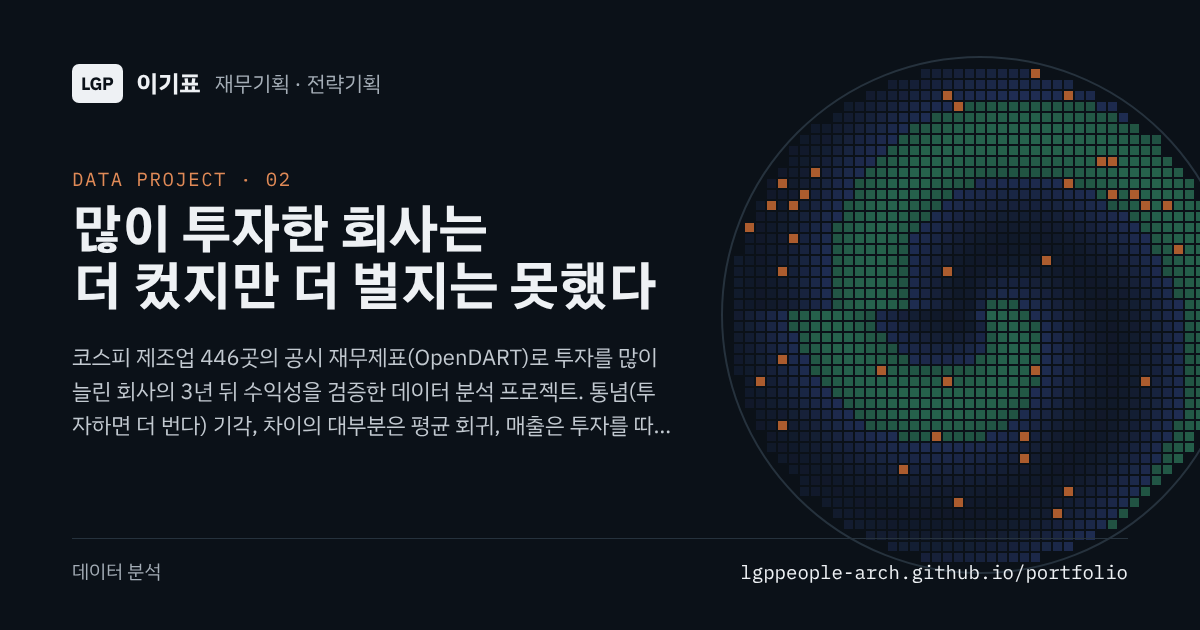 LGP 이기표 재무기획 · 전략기획
DATA PROJECT · 02
많이 투자한 회사는
더 컸지만 더 벌지는 못했다
코스피 제조업 446곳의 공시 재무제표(OpenDART)로 투자를 많이
늘린 회사의 3년 뒤 수익성을 검증한 데이터 분석 프로젝트. 통념(투
자하면 더 번다) 기각, 차이의 대부분은 평균 회귀, 매출은 투자를 따...
데이터 분석
lgppeople-arch.github.io/portfolio